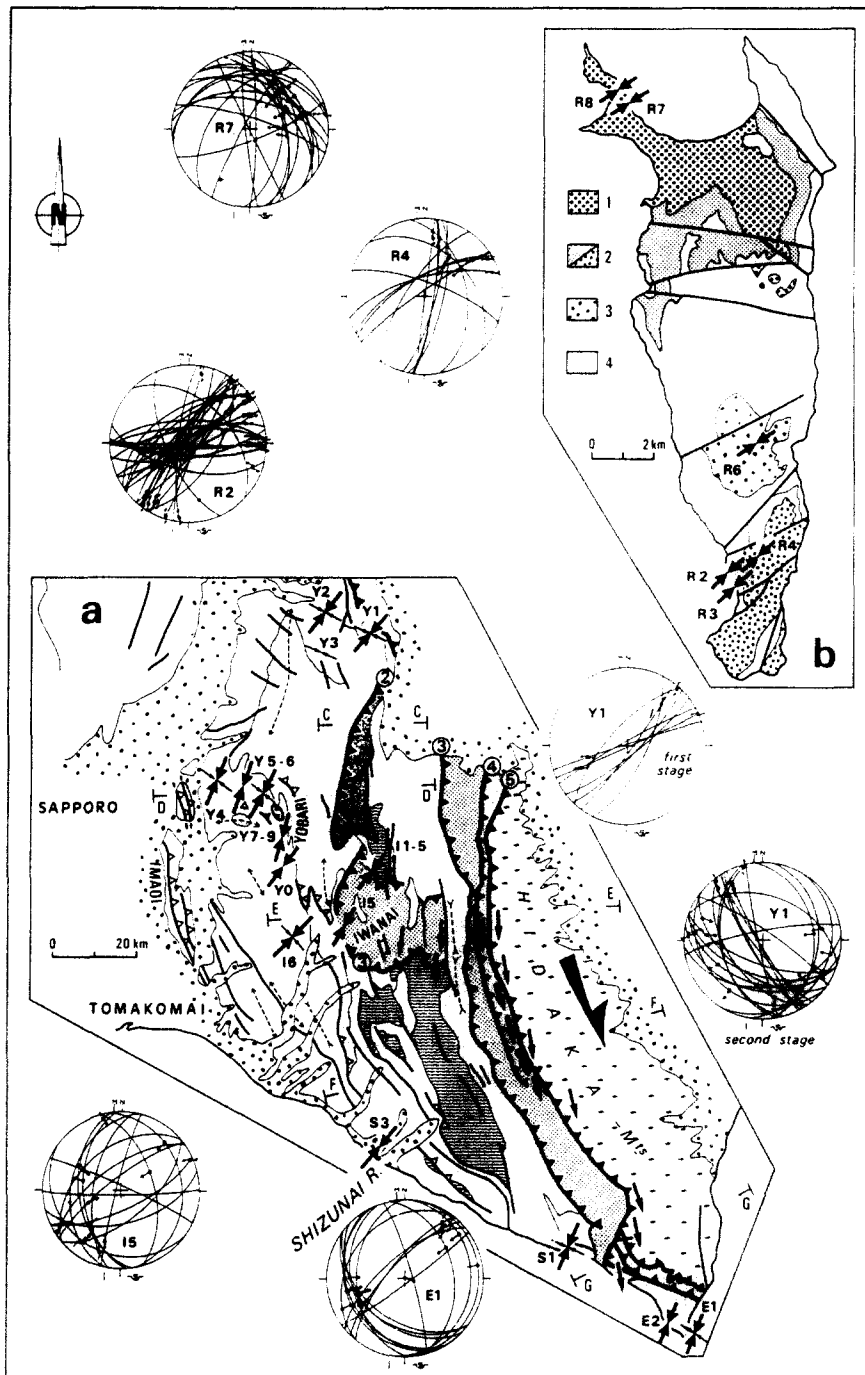 R7
R8
R7
N
R4
1
2
3
4
0 2 km
R2
R6
R4
R2
R3
b
a
Y2
Y1
Y3
2
C
C
3
4
5
Y1
first
stage
SAPPORO
D
D
Y5-6
Y4
Y7-9
YUBARI
I1-5
Y0
E
I5
IWANAI
E
HIDAKA
Mts
Y1
second stage
0 20 km
I6
TOMAKOMAI
F
F
S3
SHIZUNAI R.
I5
E1
G
S1
G
E2
E1